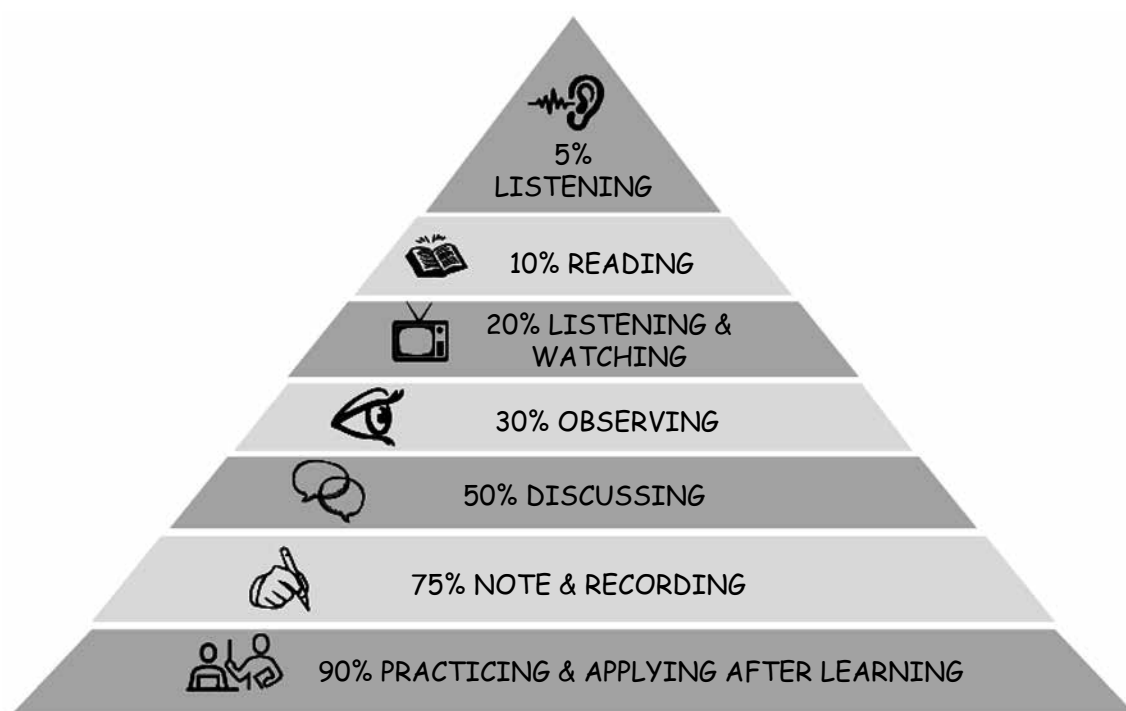 5%
LISTENING
10% READING
20% LISTENING &
WATCHING
30% OBSERVING
50% DISCUSSING
75% NOTE & RECORDING
90% PRACTICING & APPLYING AFTER LEARNING